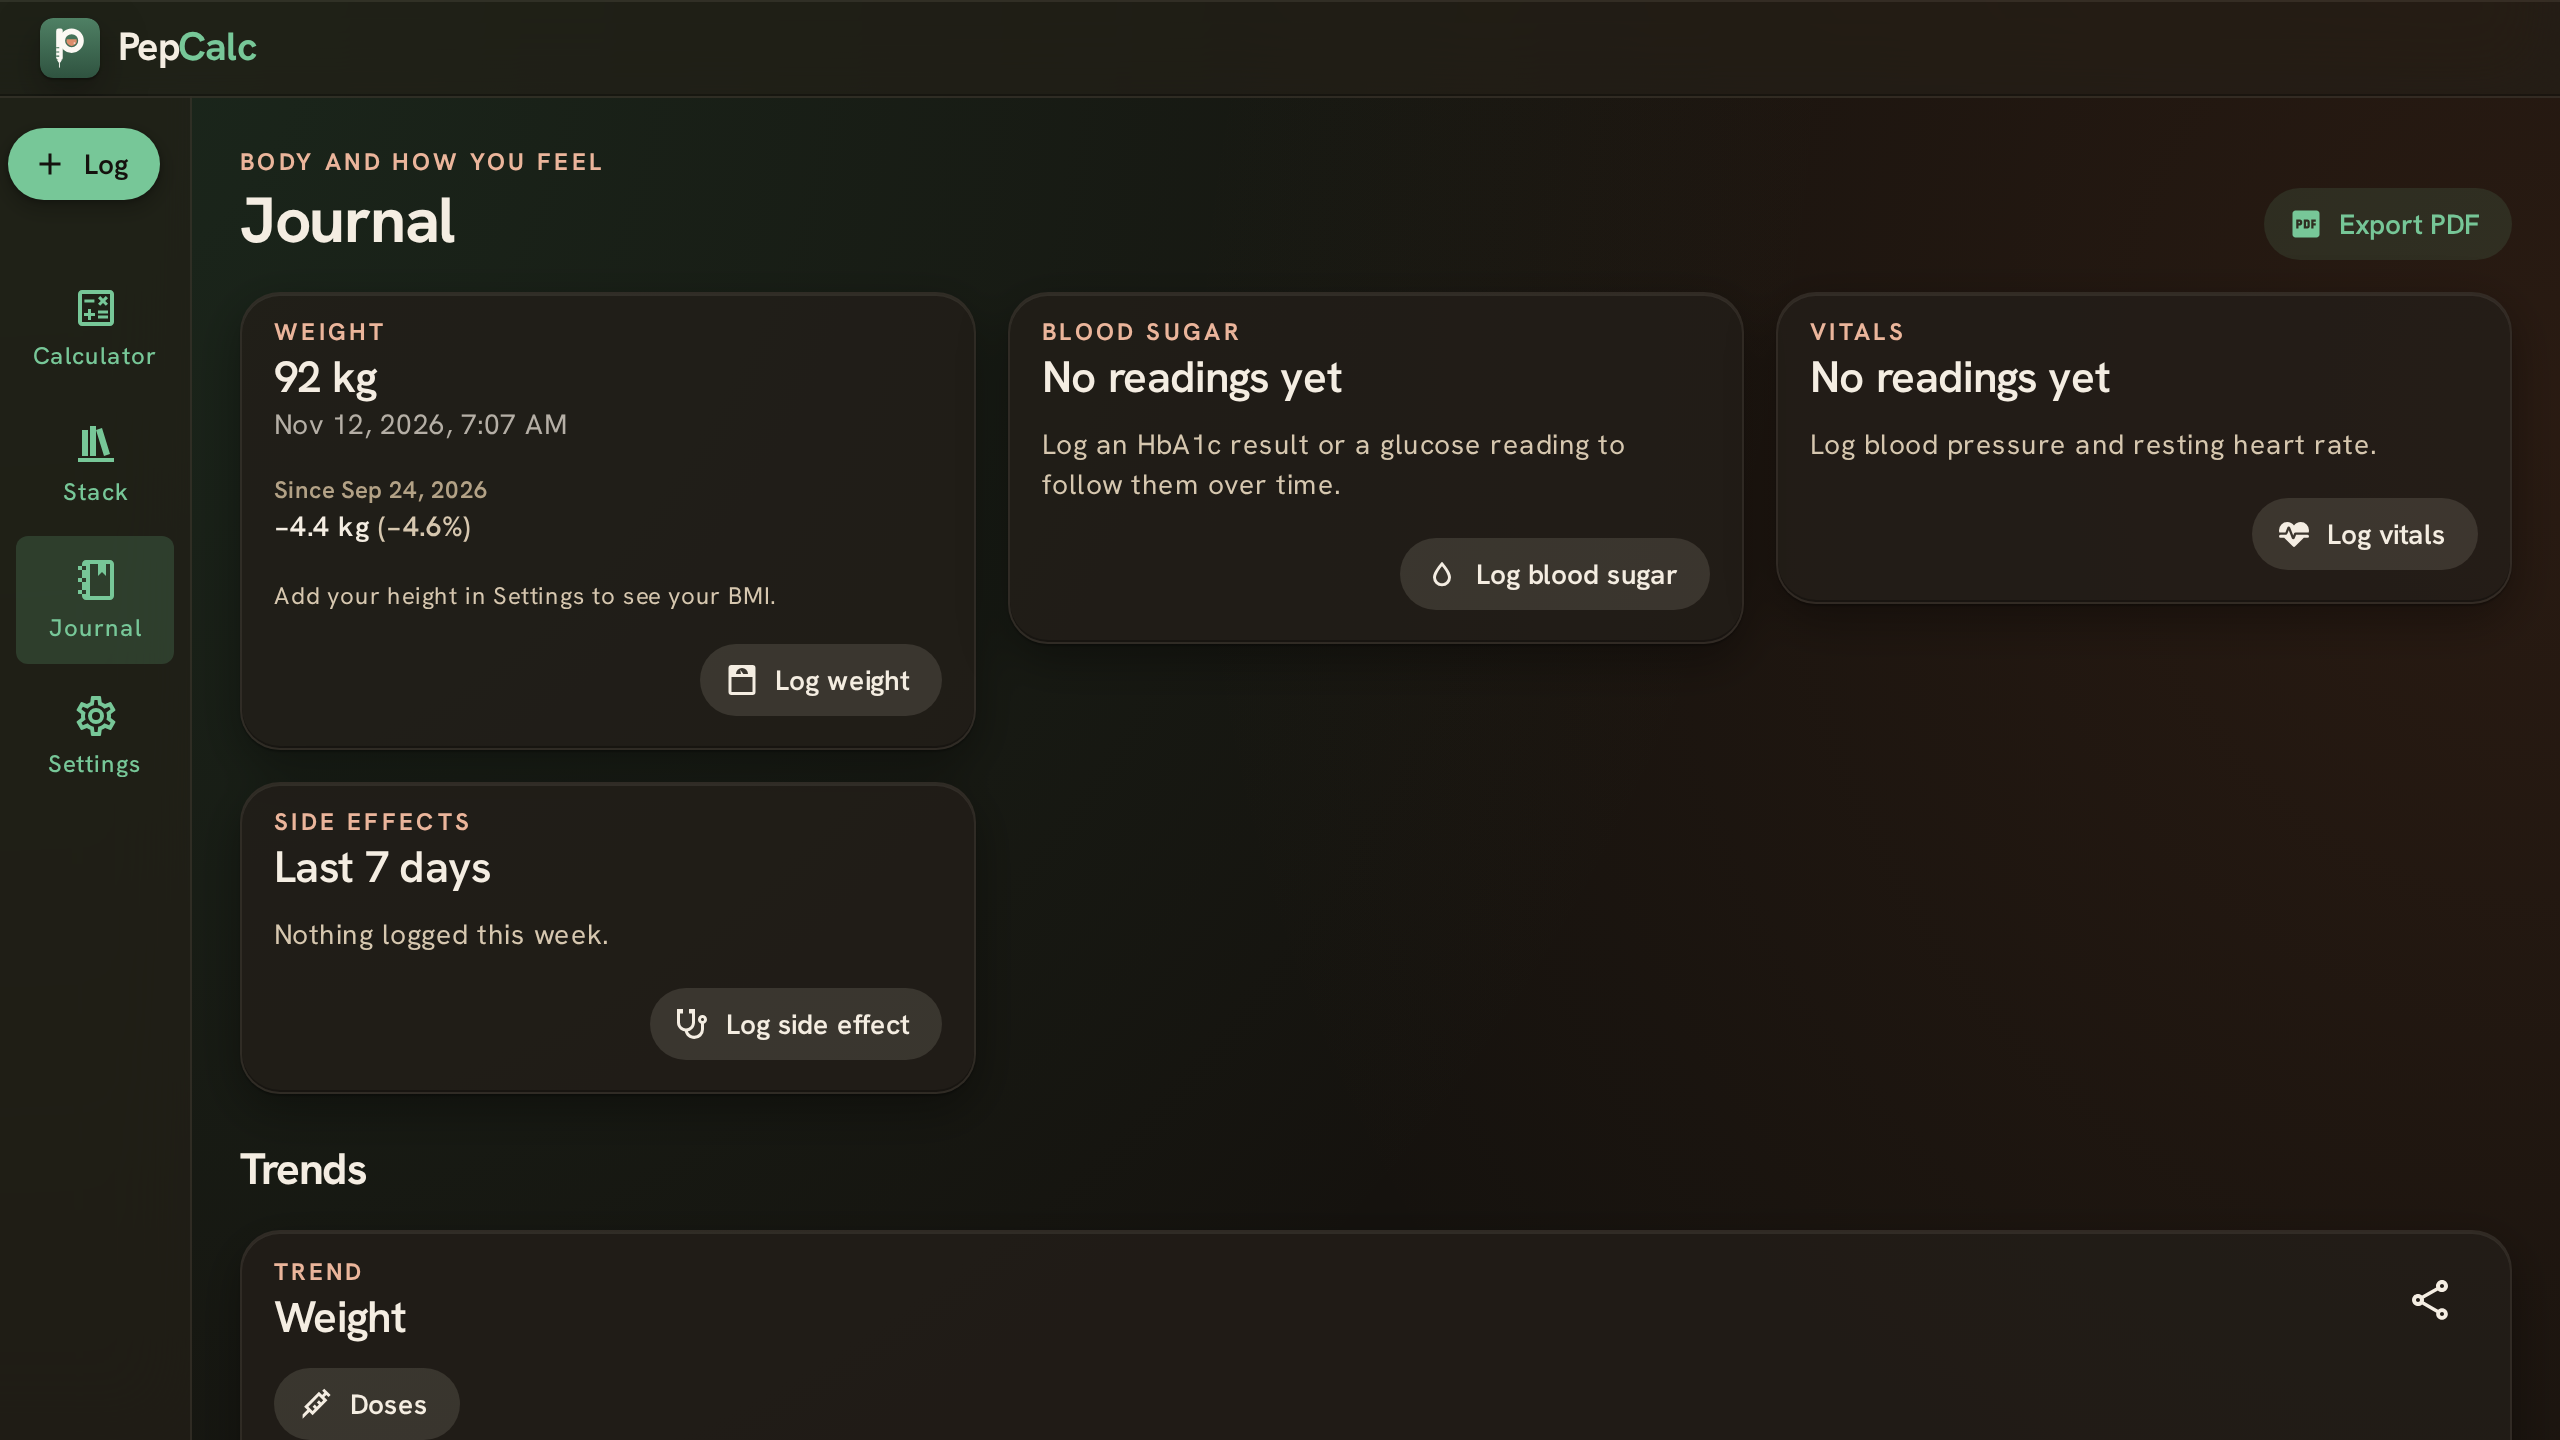 PepCalc
Log
Calculator
Stack
Journal
Settings
BODY AND HOW YOU FEEL
Journal
PDF
Export PDF
WEIGHT
92 kg
Nov 12, 2026, 7:07 AM
Since Sep 24, 2026
−4.4 kg (−4.6%)
Add your height in Settings to see your BMI.
Log weight
BLOOD SUGAR
No readings yet
Log an HbA1c result or a glucose reading to
follow them over time.
Log blood sugar
VITALS
No readings yet
Log blood pressure and resting heart rate.
Log vitals
SIDE EFFECTS
Last 7 days
Nothing logged this week.
Log side effect
Trends
TREND
Weight
Doses